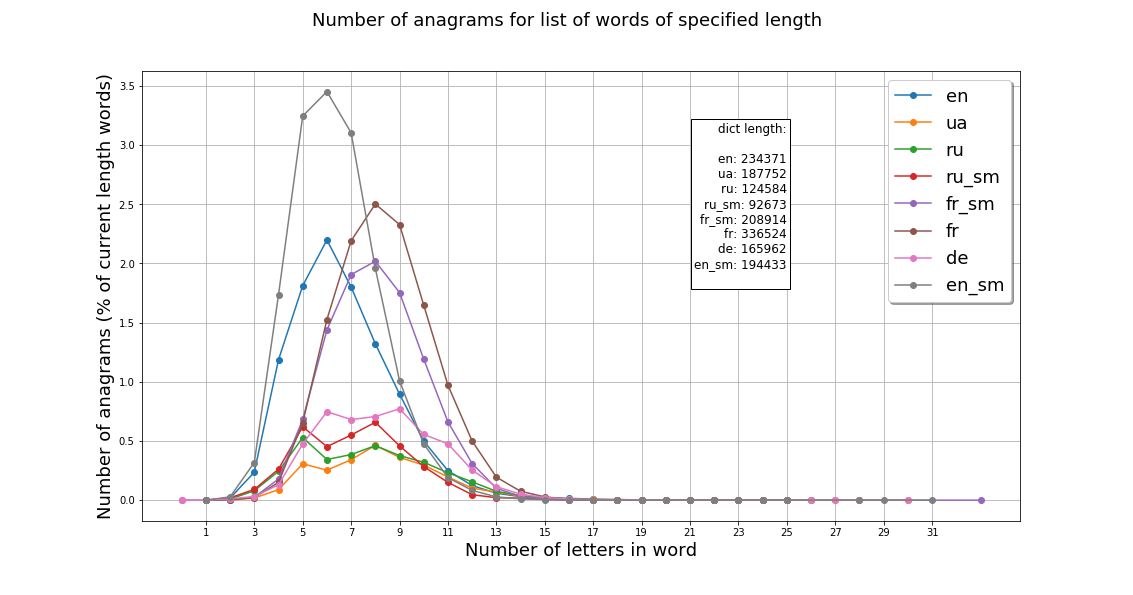 Number of anagrams for list of words of specified length
Number of anagrams (% of current length words)
3.5
3.0
2.5
2.0
1.5
1.0
0.5
0.0
1 3 5 7 9 11 13 15 17 19 21 23 25 27 29 31
Number of letters in word
dict length:
en: 234371
ua: 187752
ru: 124584
ru_sm: 92673
fr_sm: 208914
fr: 336524
de: 165962
en_sm: 194433
en
ua
ru
ru_sm
fr_sm
fr
de
en_sm